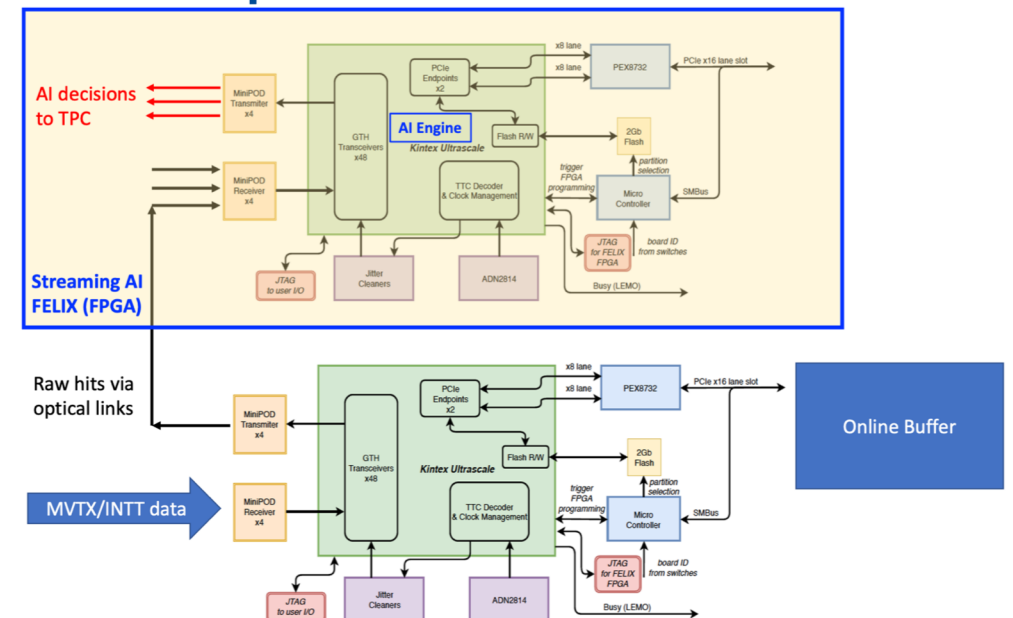 AI decisions
to TPC
MiniPOD
Transmiter
x4
MiniPOD
Receiver
x4
GTH
Transceivers
x48
PCIe
Endpoints
x2
AI Engine
Kintex Ultrascale
Flash R/W
TTC Decoder
& Clock Management
x8 lane
x8 lane
PEX8732
PCIe x16 lane slot
2Gb
Flash
partition
selection
trigger
FPGA
programming
Micro
Controller
SMBus
JTAG
for FELIX
FPGA
board ID
from switches
Busy (LEMO)
JTAG
to user I/O
Jitter
Cleaners
ADN2814
Streaming AI
FELIX (FPGA)
Raw hits via
optical links
MiniPOD
Transmiter
x4
MVTX/INTT data
MiniPOD
Receiver
x4
GTH
Transceivers
x48
PCIe
Endpoints
x2
Kintex Ultrascale
Flash R/W
TTC Decoder
& Clock Management
x8 lane
x8 lane
PEX8732
PCIe x16 lane slot
2Gb
Flash
partition
selection
trigger
FPGA
programming
Micro
Controller
SMBus
JTAG
for FELIX
FPGA
board ID
from switches
Busy (LEMO)
JTAG
to user I/O
Jitter
Cleaners
ADN2814
Online Buffer